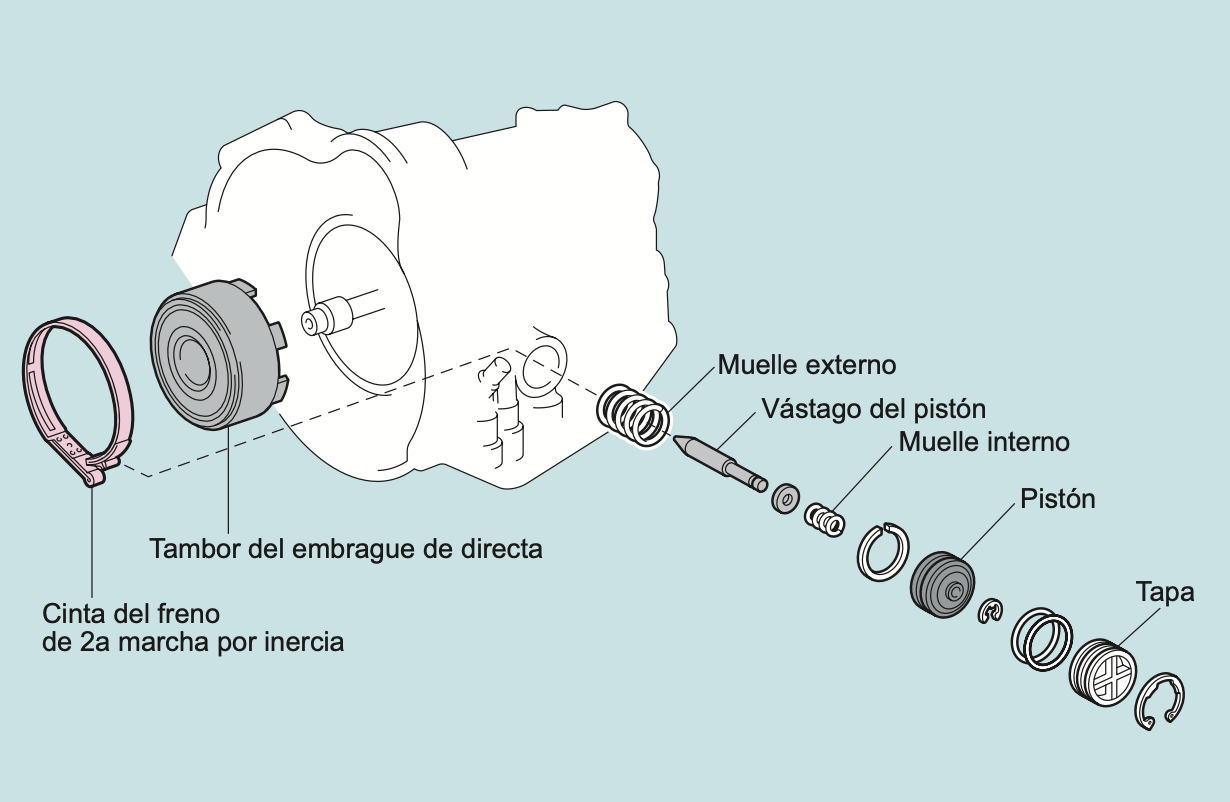 Muelle externo
Vástago del pistón
Muelle interno
Pistón
Tapa
Tambor del embrague de directa
Cinta del freno
de 2a marcha por inercia